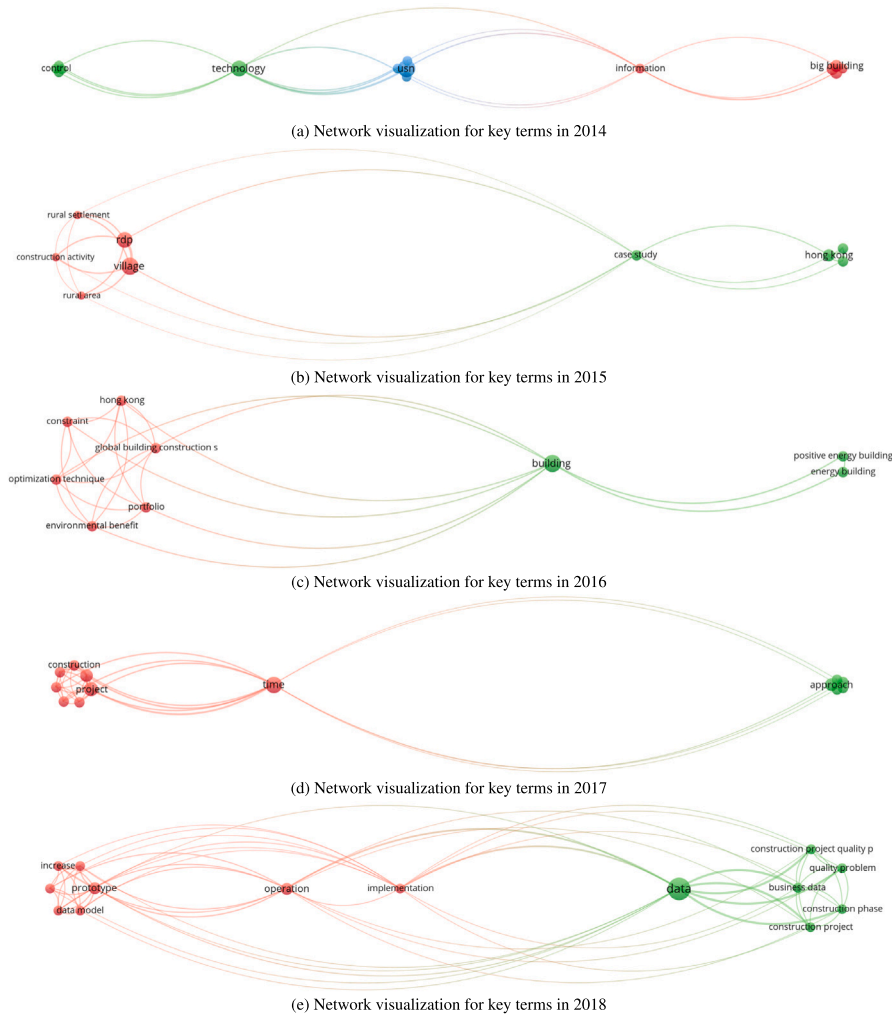 control
technology
usn
information
big building
(a) Network visualization for key terms in 2014
rural settlement
rdp
construction activity
village
rural area
case study
hong kong
(b) Network visualization for key terms in 2015
hong kong
constraint
global building construction s
optimization technique
portfolio
environmental benefit
building
positive energy building
energy building
(c) Network visualization for key terms in 2016
construction
project
time
approach
(d) Network visualization for key terms in 2017
increase
prototype
data model
operation
implementation
data
construction project quality p
quality problem
business data
construction phase
construction project
(e) Network visualization for key terms in 2018